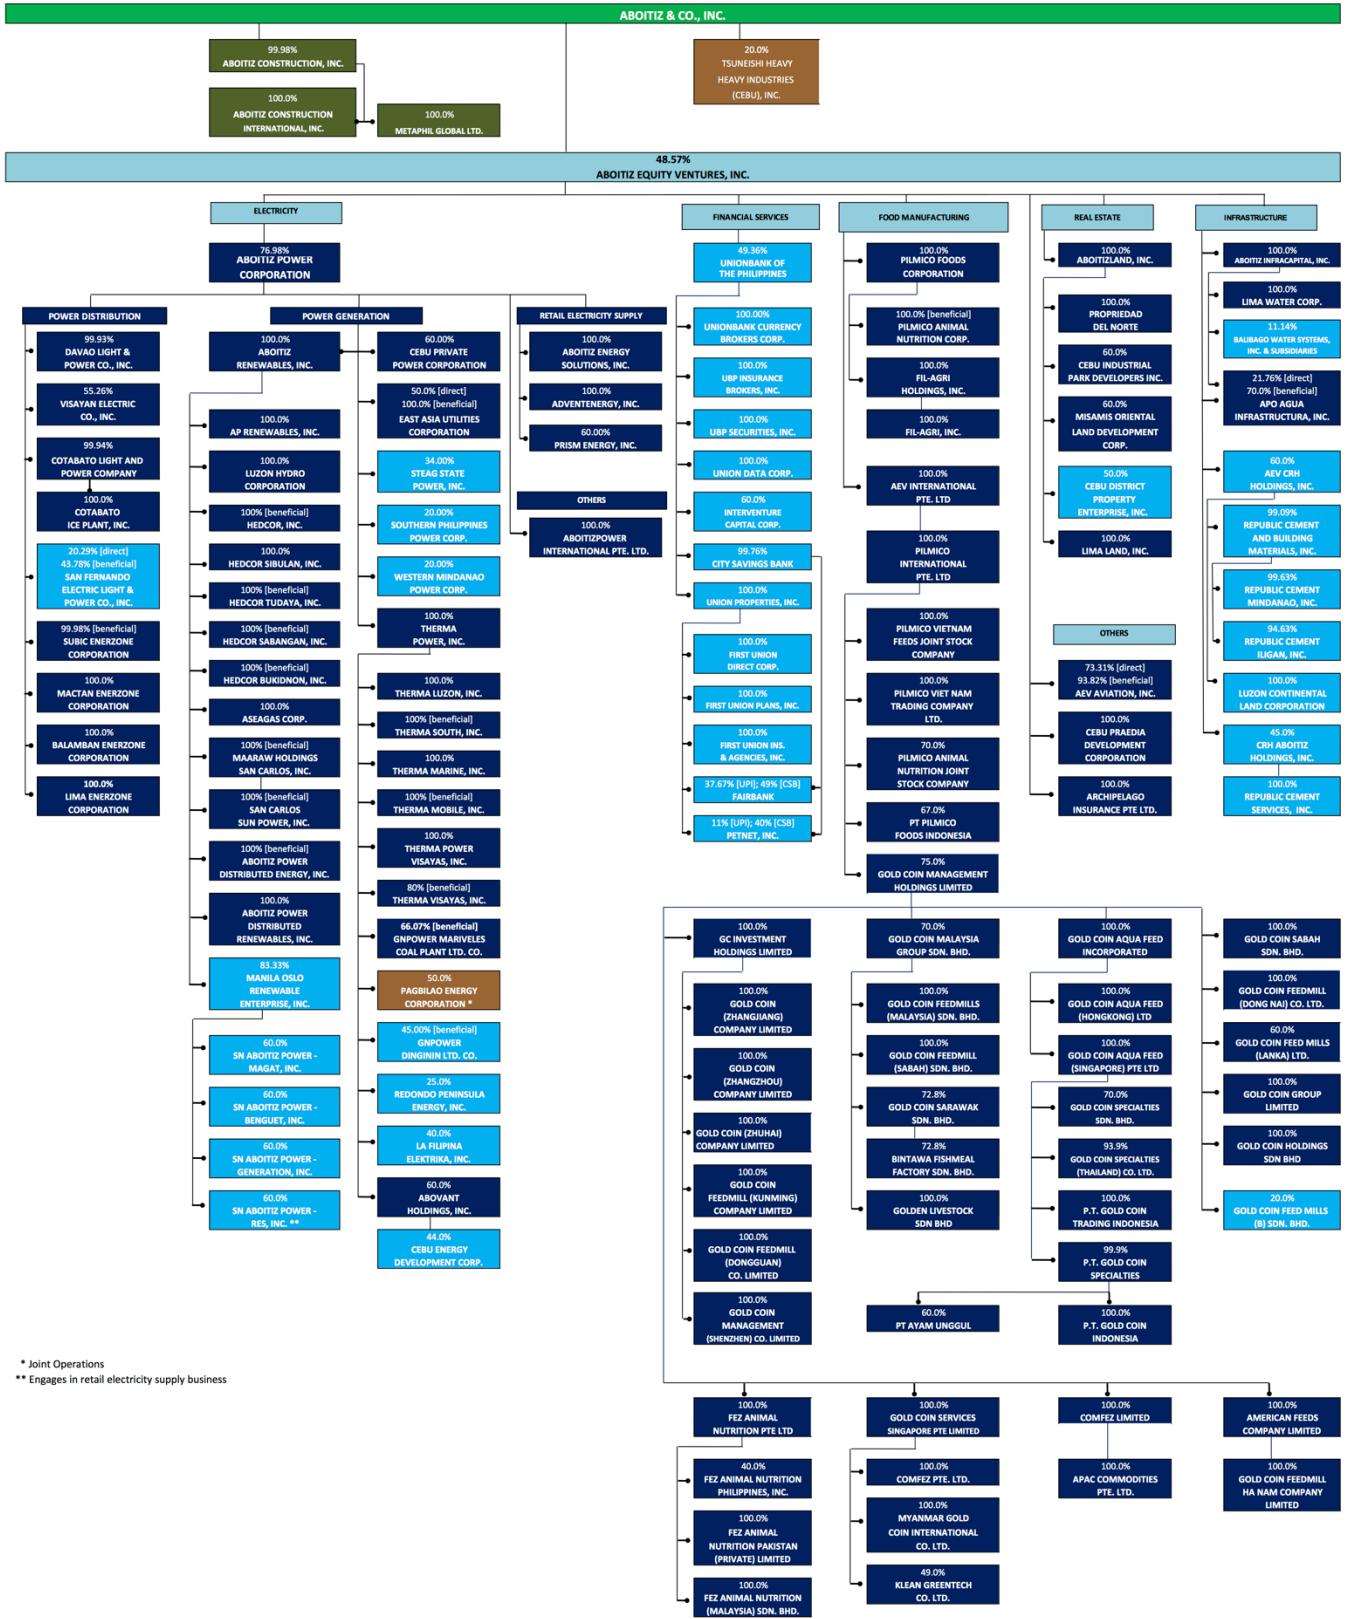 ABOITIZ & CO., INC.
99.98%
ABOITIZ CONSTRUCTION, INC.
100.0%
ABOITIZ CONSTRUCTION
INTERNATIONAL, INC.
100.0%
METAPHIL GLOBAL LTD.
20.0%
TSUNEISHI HEAVY
HEAVY INDUSTRIES
(CEBU), INC.
48.57%
ABOITIZ EQUITY VENTURES, INC.
ELECTRICITY
76.98%
ABOITIZ POWER
CORPORATION
POWER DISTRIBUTION
99.93%
DAVAO LIGHT &
POWER CO., INC.
55.26%
VISAYAN ELECTRIC
CO., INC.
99.94%
COTABATO LIGHT AND
POWER COMPANY
100.0%
COTABATO
ICE PLANT, INC.
20.29% [direct]
43.78% [beneficial]
SAN FERNANDO
ELECTRIC LIGHT &
POWER CO., INC.
99.98% [beneficial]
SUBIC ENERZONE
CORPORATION
100.0%
MACTAN ENERZONE
CORPORATION
100.0%
BALAMBAN ENERZONE
CORPORATION
100.0%
LIMA ENERZONE
CORPORATION
POWER GENERATION
100.0%
ABOITIZ
RENEWABLES, INC.
100.0%
AP RENEWABLES, INC.
100.0%
LUZON HYDRO
CORPORATION
100% [beneficial]
HEDCOR, INC.
100.0%
HEDCOR SIBULAN, INC.
100% [beneficial]
HEDCOR TUDAYA, INC.
100% [beneficial]
HEDCOR SABANGAN, INC.
100% [beneficial]
HEDCOR BUKIDNON, INC.
100.0%
ASEAGAS CORP.
100% [beneficial]
MAARAW HOLDINGS
SAN CARLOS, INC.
100% [beneficial]
SAN CARLOS
SUN POWER, INC.
100% [beneficial]
ABOITIZ POWER
DISTRIBUTED ENERGY, INC.
100.0%
ABOITIZ POWER
DISTRIBUTED
RENEWABLES, INC.
83.33%
MANILA OSLO
RENEWABLE
ENTERPRISE, INC.
60.0%
SN ABOITIZ POWER -
MAGAT, INC.
60.0%
SN ABOITIZ POWER -
BENGUET, INC.
60.0%
SN ABOITIZ POWER -
GENERATION, INC.
60.0%
SN ABOITIZ POWER -
RES, INC. **
60.00%
CEBU PRIVATE
POWER CORPORATION
50.0% [direct]
100.0% [beneficial]
EAST ASIA UTILITIES
CORPORATION
34.00%
STEAG STATE
POWER, INC.
20.00%
SOUTHERN PHILIPPINES
POWER CORP.
20.00%
WESTERN MINDANAO
POWER CORP.
100.0%
THERMA
POWER, INC.
100.0%
THERMA LUZON, INC.
100% [beneficial]
THERMA SOUTH, INC.
100.0%
THERMA MARINE, INC.
100% [beneficial]
THERMA MOBILE, INC.
100.0%
THERMA POWER
VISAYAS, INC.
80% [beneficial]
THERMA VISAYAS, INC.
66.07% [beneficial]
GNPOWER MARIVELES
COAL PLANT LTD. CO.
50.0%
PAGBILAO ENERGY
CORPORATION *
45.00% [beneficial]
GNPOWER
DINGININ LTD. CO.
25.0%
REDONDO PENINSULA
ENERGY, INC.
40.0%
LA FILIPINA
ELEKTRIKA, INC.
60.0%
ABOVANT
HOLDINGS, INC.
44.0%
CEBU ENERGY
DEVELOPMENT CORP.
RETAIL ELECTRICITY SUPPLY
100.0%
ABOITIZ ENERGY
SOLUTIONS, INC.
100.0%
ADVENTENERGY, INC.
60.00%
PRISM ENERGY, INC.
OTHERS
100.0%
ABOITIZPOWER
INTERNATIONAL PTE. LTD.
FINANCIAL SERVICES
49.36%
UNIONBANK OF
THE PHILIPPINES
100.00%
UNIONBANK CURRENCY
BROKERS CORP.
100.0%
UBP INSURANCE
BROKERS, INC.
100.0%
UBP SECURITIES, INC.
100.0%
UNION DATA CORP.
60.0%
INTERVENTURE
CAPITAL CORP.
99.76%
CITY SAVINGS BANK
100.0%
UNION PROPERTIES, INC.
100.0%
FIRST UNION
DIRECT CORP.
100.0%
FIRST UNION PLANS, INC.
100.0%
FIRST UNION INS.
& AGENCIES, INC.
37.67% [UPI]; 49% [CSB]
FAIRBANK
11% [UPI); 40% [CSB]
PETNET, INC.
FOOD MANUFACTURING
100.0%
PILMICO FOODS
CORPORATION
100.0% [beneficial]
PILMICO ANIMAL
NUTRITION CORP.
100.0%
FIL-AGRI
HOLDINGS, INC.
100.0%
FIL-AGRI, INC.
100.0%
AEV INTERNATIONAL
PTE. LTD
100.0%
PILMICO
INTERNATIONAL
PTE. LTD
100.0%
PILMICO VIETNAM
FEEDS JOINT STOCK
COMPANY
100.0%
PILMICO VIET NAM
TRADING COMPANY
LTD.
70.0%
PILMICO ANIMAL
NUTRITION JOINT
STOCK COMPANY
67.0%
PT PILMICO
FOODS INDONESIA
75.0%
GOLD COIN MANAGEMENT
HOLDINGS LIMITED
REAL ESTATE
100.0%
ABOITIZLAND, INC.
100.0%
PROPRIEDAD
DEL NORTE
60.0%
CEBU INDUSTRIAL
PARK DEVELOPERS INC.
60.0%
MISAMIS ORIENTAL
LAND DEVELOPMENT
CORP.
50.0%
CEBU DISTRICT
PROPERTY
ENTERPRISE, INC.
100.0%
LIMA LAND, INC.
OTHERS
73.31% [direct]
93.82% [beneficial]
AEV AVIATION, INC.
100.0%
CEBU PRAEDIA
DEVELOPMENT
CORPORATION
100.0%
ARCHIPELAGO
INSURANCE PTE LTD.
INFRASTRUCTURE
100.0%
ABOITIZ INFRACAPITAL, INC.
100.0%
LIMA WATER CORP.
11.14%
BALIBAGO WATER SYSTEMS,
INC. & SUBSIDIARIES
21.76% [direct]
70.0% [beneficial]
APO AGUA
INFRASTRUCTURA, INC.
60.0%
AEV CRH
HOLDINGS, INC.
99.09%
REPUBLIC CEMENT
AND BUILDING
MATERIALS, INC.
99.63%
REPUBLIC CEMENT
MINDANAO, INC.
94.63%
REPUBLIC CEMENT
ILIGAN, INC.
100.0%
LUZON CONTINENTAL
LAND CORPORATION
45.0%
CRH ABOITIZ
HOLDINGS, INC.
100.0%
REPUBLIC CEMENT
SERVICES, INC.
100.0%
GC INVESTMENT
HOLDINGS LIMITED
100.0%
GOLD COIN
(ZHANGJIANG)
COMPANY LIMITED
100.0%
GOLD COIN
(ZHANGZHOU)
COMPANY LIMITED
100.0%
GOLD COIN (ZHUHAI)
COMPANY LIMITED
100.0%
GOLD COIN
FEEDMILL (KUNMING)
COMPANY LIMITED
100.0%
GOLD COIN FEEDMILL
(DONGGUAN)
CO. LIMITED
100.0%
GOLD COIN
MANAGEMENT
(SHENZHEN) CO. LIMITED
70.0%
GOLD COIN MALAYSIA
GROUP SDN. BHD.
100.0%
GOLD COIN FEEDMILLS
(MALAYSIA) SDN. BHD.
100.0%
GOLD COIN FEEDMILL
(SABAH) SDN. BHD.
72.8%
GOLD COIN SARAWAK
SDN. BHD.
72.8%
BINTAWA FISHMEAL
FACTORY SDN. BHD.
100.0%
GOLDEN LIVESTOCK
SDN BHD
100.0%
GOLD COIN AQUA FEED
INCORPORATED
100.0%
GOLD COIN AQUA FEED
(HONGKONG) LTD
100.0%
GOLD COIN AQUA FEED
(SINGAPORE) PTE LTD
70.0%
GOLD COIN SPECIALTIES
SDN. BHD.
93.9%
GOLD COIN SPECIALTIES
(THAILAND) CO. LTD.
100.0%
P.T. GOLD COIN
TRADING INDONESIA
99.9%
P.T. GOLD COIN
SPECIALTIES
60.0%
PT AYAM UNGGUL
100.0%
P.T. GOLD COIN
INDONESIA
100.0%
GOLD COIN SABAH
SDN. BHD.
100.0%
GOLD COIN FEEDMILL
(DONG NAI) CO. LTD.
60.0%
GOLD COIN FEED MILLS
(LANKA) LTD.
100.0%
GOLD COIN GROUP
LIMITED
100.0%
GOLD COIN HOLDINGS
SDN BHD
20.0%
GOLD COIN FEED MILLS
(B) SDN. BHD.
* Joint Operations
** Engages in retail electricity supply business
100.0%
FEZ ANIMAL
NUTRITION PTE LTD
40.0%
FEZ ANIMAL NUTRITION
PHILIPPINES, INC.
100.0%
FEZ ANIMAL
NUTRITION PAKISTAN
(PRIVATE) LIMITED
100.0%
FEZ ANIMAL NUTRITION
(MALAYSIA) SDN. BHD.
100.0%
GOLD COIN SERVICES
SINGAPORE PTE LIMITED
100.0%
COMFEZ PTE. LTD.
100.0%
MYANMAR GOLD
COIN INTERNATIONAL
CO. LTD.
49.0%
KLEAN GREENTECH
CO. LTD.
100.0%
COMFEZ LIMITED
100.0%
APAC COMMODITIES
PTE. LTD.
100.0%
AMERICAN FEEDS
COMPANY LIMITED
100.0%
GOLD COIN FEEDMILL
HA NAM COMPANY
LIMITED